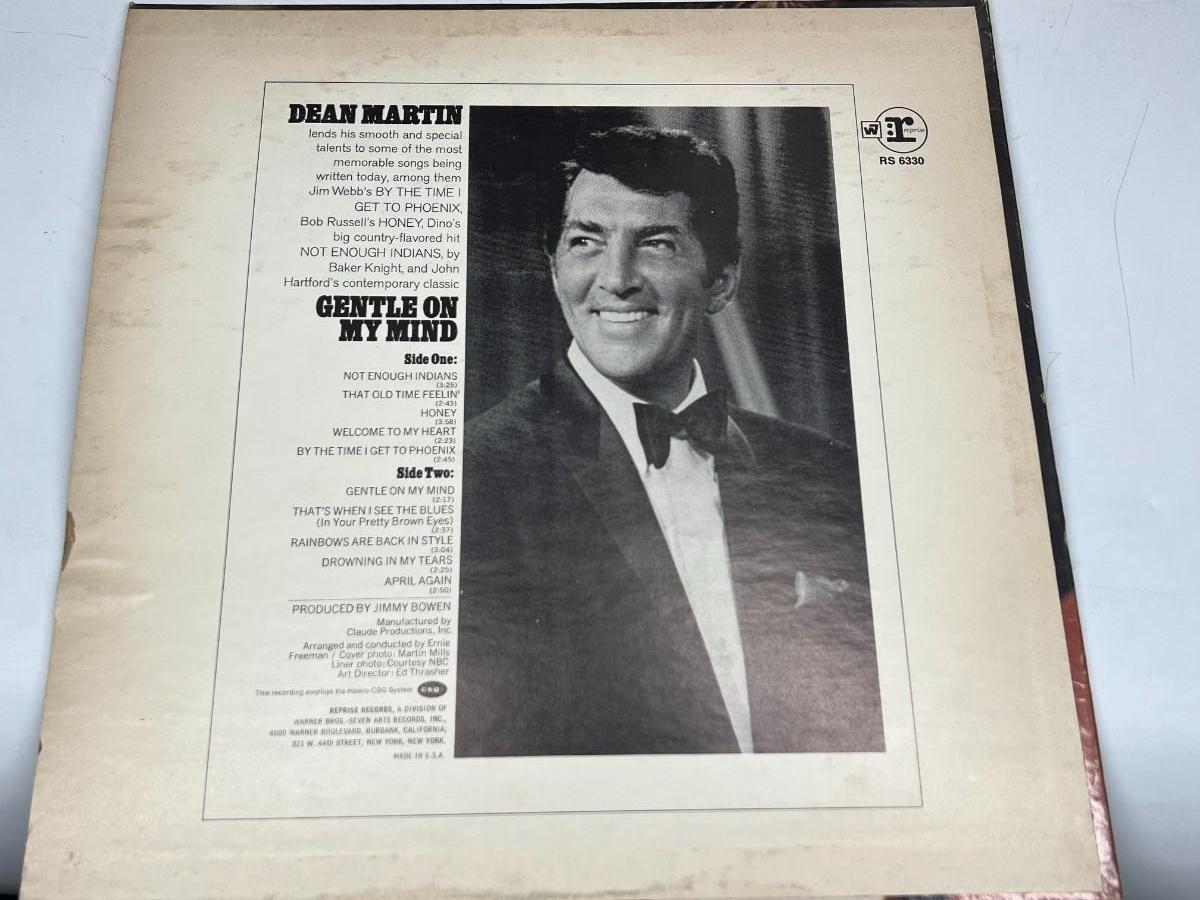 DEAN MARTIN
lends his smooth and special
talents to some of the most
memorable songs being
written today, among them
Jim Webb's BY THE TIME I
GET TO PHOENIX,
Bob Russell's HONEY, Dino's
big country-flavored hit
NOT ENOUGH INDIANS, by
Baker Knight, and John
Hartford's contemporary classic
GENTLE ON
MY MIND
Side One:
NOT ENOUGH INDIANS
(3:25)
THAT OLD TIME FEELIN'
(2:43)
HONEY
(3:58)
WELCOME TO MY HEART
(2:23)
BY THE TIME I GET TO PHOENIX
(2:45)
Side Two:
GENTLE ON MY MIND
(2:17)
THAT'S WHEN I SEE THE BLUES
(In Your Pretty Brown Eyes)
(2:37)
RAINBOWS ARE BACK IN STYLE
(3:04)
DROWNING IN MY TEARS
(2:25)
APRIL AGAIN
(2:50)
PRODUCED BY JIMMY BOWEN
Manufactured by
Claude Productions, Inc
Arranged and conducted by Ernie
Freeman / Cover photo: Martin Mills
Liner photo: Courtesy NBC
Art Director: Ed Thrasher
This recording employs the Haeco-CSG System
CSG
REPRISE RECORDS, A DIVISION OF
WARNER BROS.-SEVEN ARTS RECORDS, INC.,
4000 WARNER BOULEVARD, BURBANK, CALIFORNIA;
321 W. 44th STREET, NEW YORK, NEW YORK.
MADE IN U.S.A.
W7
r
reprise
RS 6330